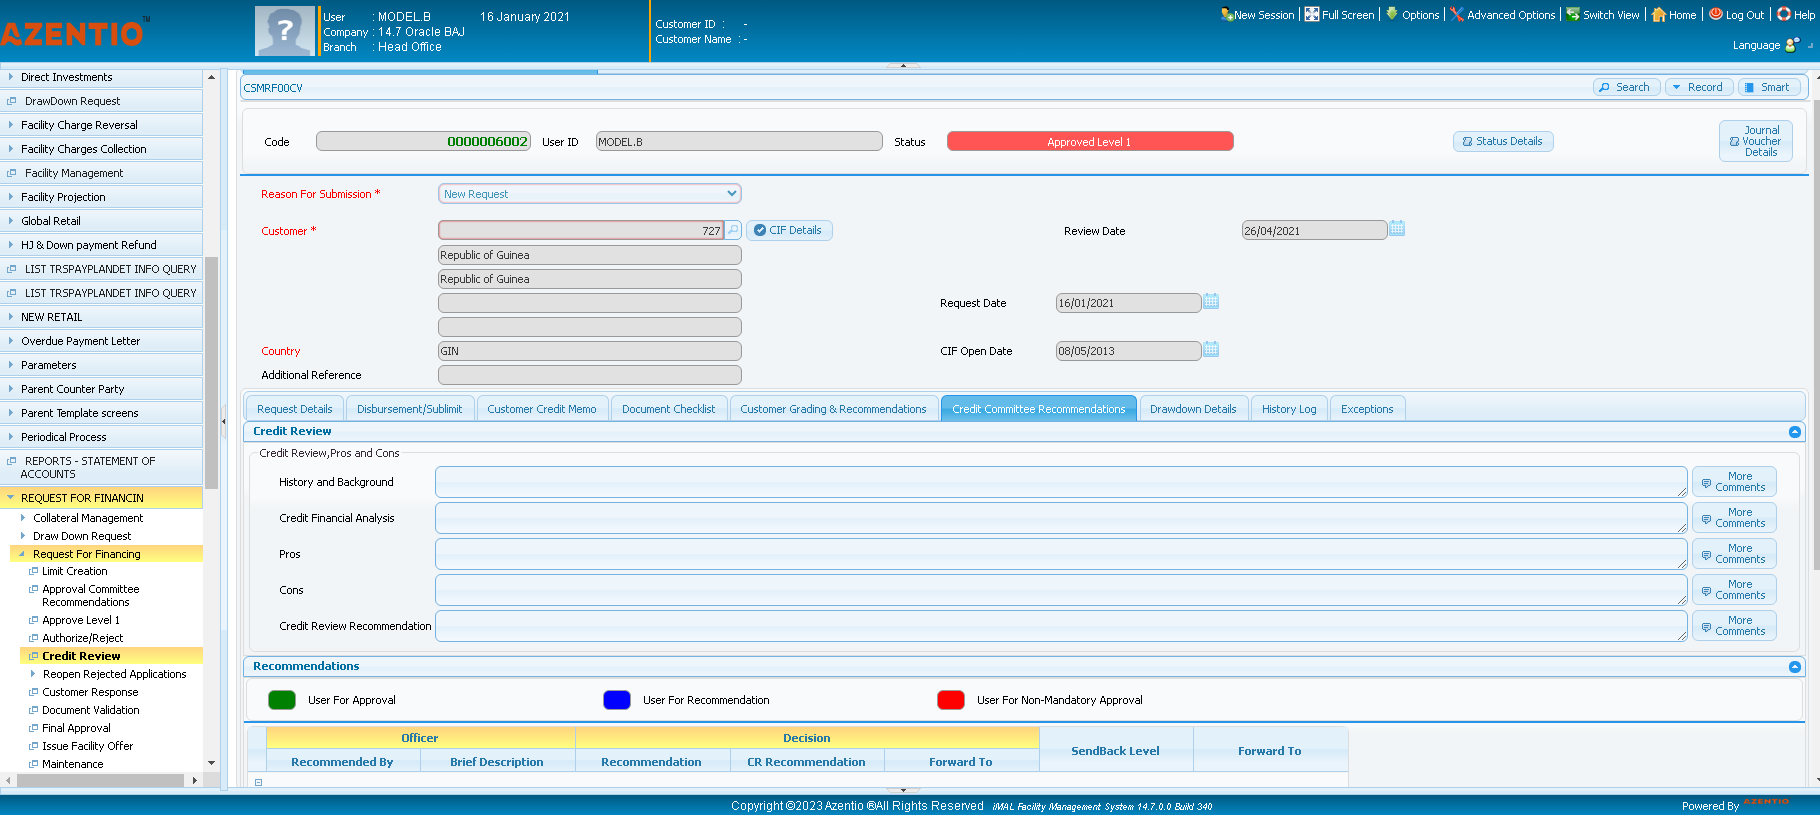 AZENTIO™
User : MODEL.B 16 January 2021
Company : 14.7 Oracle BAJ
Branch : Head Office
Customer ID : -
Customer Name : -
New Session | Full Screen | Options | Advanced Options | Switch View | Home | Log Out | Help
Language
Direct Investments
DrawDown Request
Facility Charge Reversal
Facility Charges Collection
Facility Management
Facility Projection
Global Retail
HJ & Down payment Refund
LIST TRSPAYPLANDET INFO QUERY
LIST TRSPAYPLANDET INFO QUERY
NEW RETAIL
Overdue Payment Letter
Parameters
Parent Counter Party
Parent Template screens
Periodical Process
REPORTS - STATEMENT OF
ACCOUNTS
REQUEST FOR FINANCIN
Collateral Management
Draw Down Request
Request For Financing
Limit Creation
Approval Committee
Recommendations
Approve Level 1
Authorize/Reject
Credit Review
Reopen Rejected Applications
Customer Response
Document Validation
Final Approval
Issue Facility Offer
Maintenance
CSMRF00CV
Search Record Smart
Code 0000006002 User ID MODEL.B Status Approved Level 1 Status Details
Journal
Voucher
Details
Reason For Submission * New Request
Customer * 727 CIF Details Review Date 26/04/2021
Republic of Guinea
Republic of Guinea
Request Date 16/01/2021
Country GIN CIF Open Date 08/05/2013
Additional Reference
Request Details Disbursement/Sublimit Customer Credit Memo Document Checklist Customer Grading & Recommendations Credit Committee Recommendations Drawdown Details History Log Exceptions
Credit Review
Credit Review,Pros and Cons
History and Background More
Comments
Credit Financial Analysis More
Comments
Pros More
Comments
Cons More
Comments
Credit Review Recommendation More
Comments
Recommendations
User For Approval User For Recommendation User For Non-Mandatory Approval
Officer Decision SendBack Level Forward To
Recommended By Brief Description Recommendation CR Recommendation Forward To
Copyright ©2023 Azentio ®All Rights Reserved iMAL Facility Management System 14.7.0.0 Build 340
Powered By AZENTIO